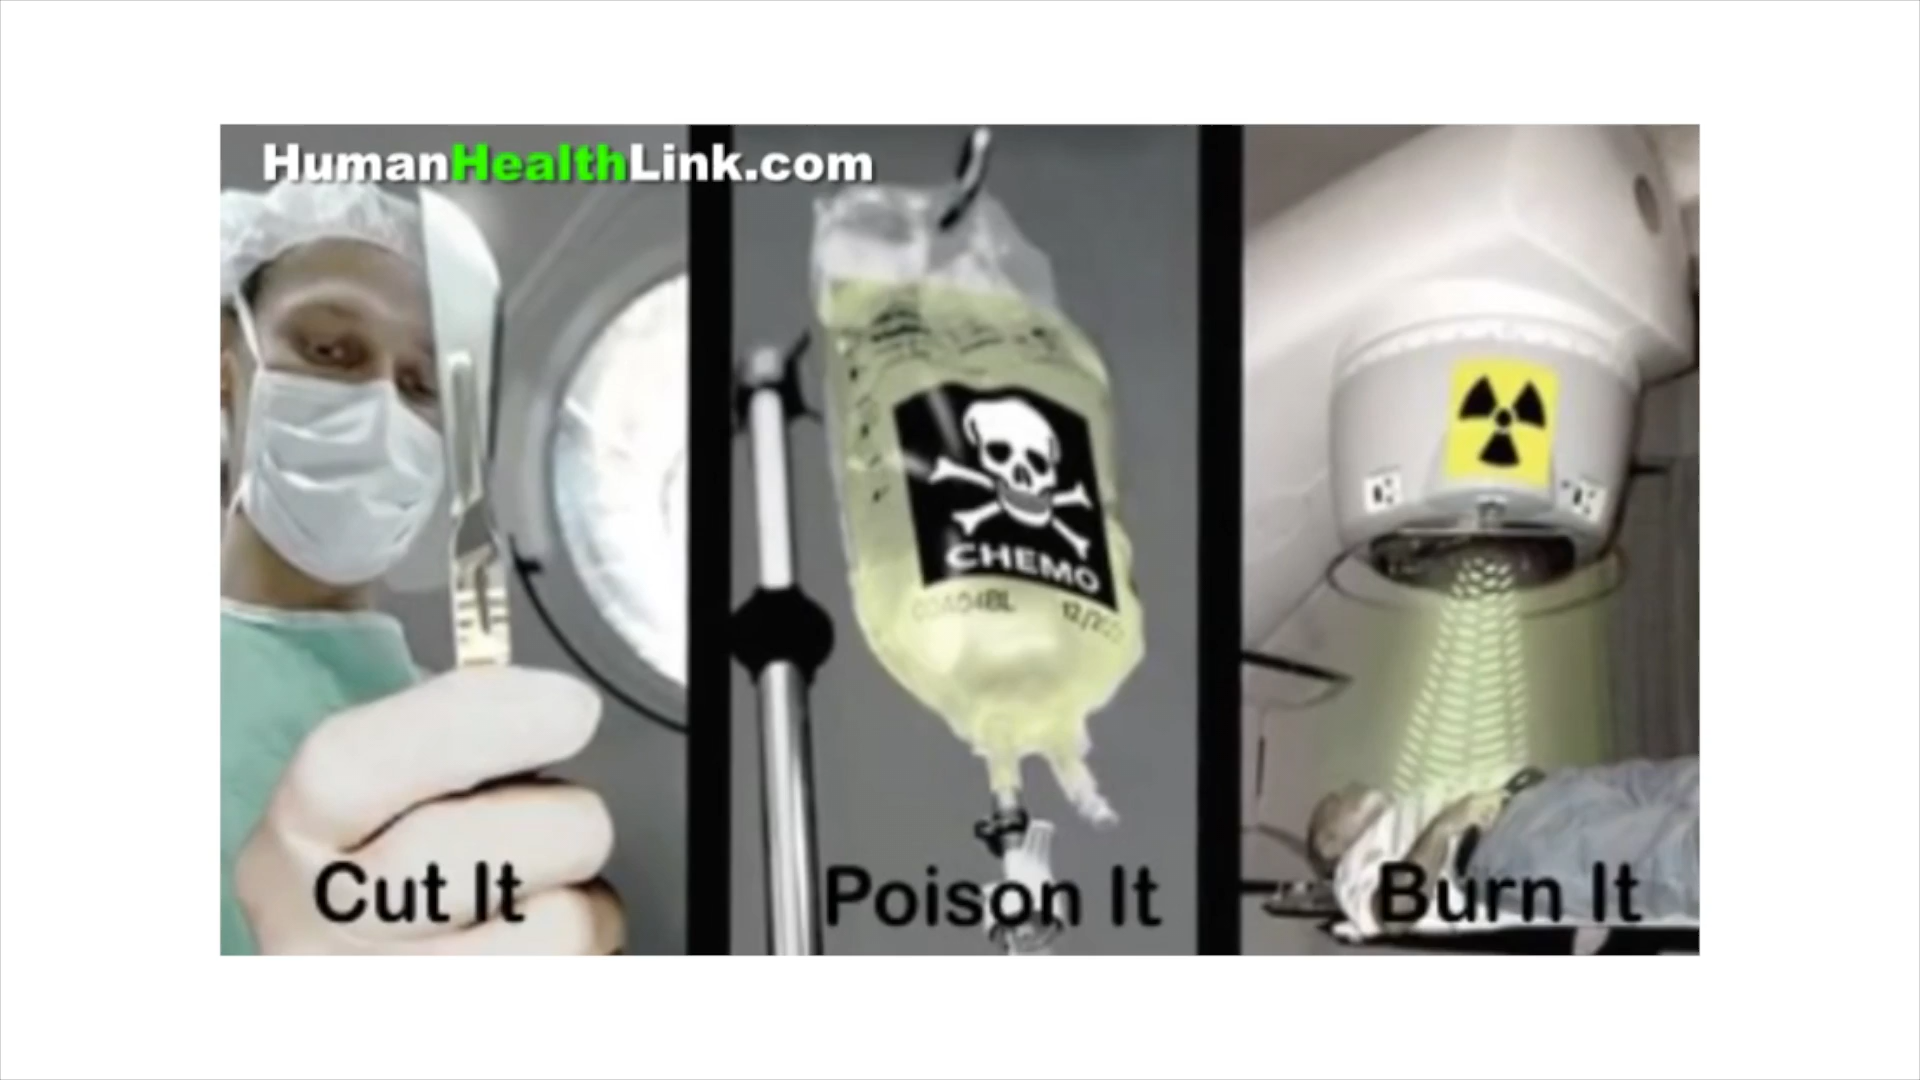 HumanHealthLink.com
CHEMO
Cut It
Poison It
Burn It